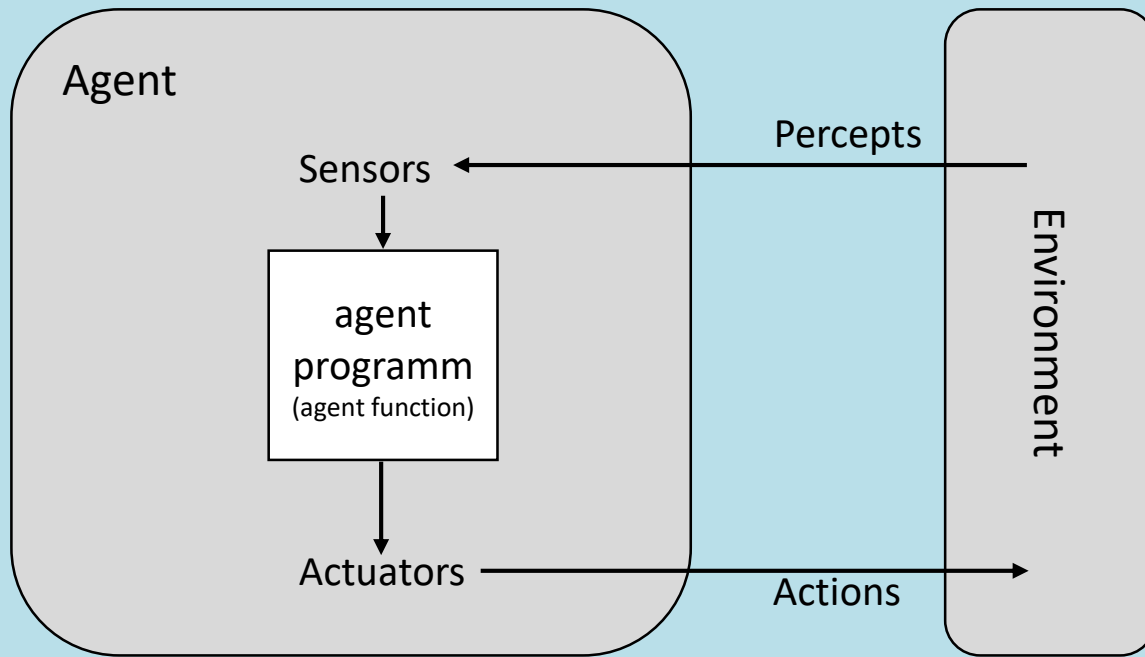 Agent
Percepts
Sensors
agent
programm
(agent function)
Environment
Actuators
Actions